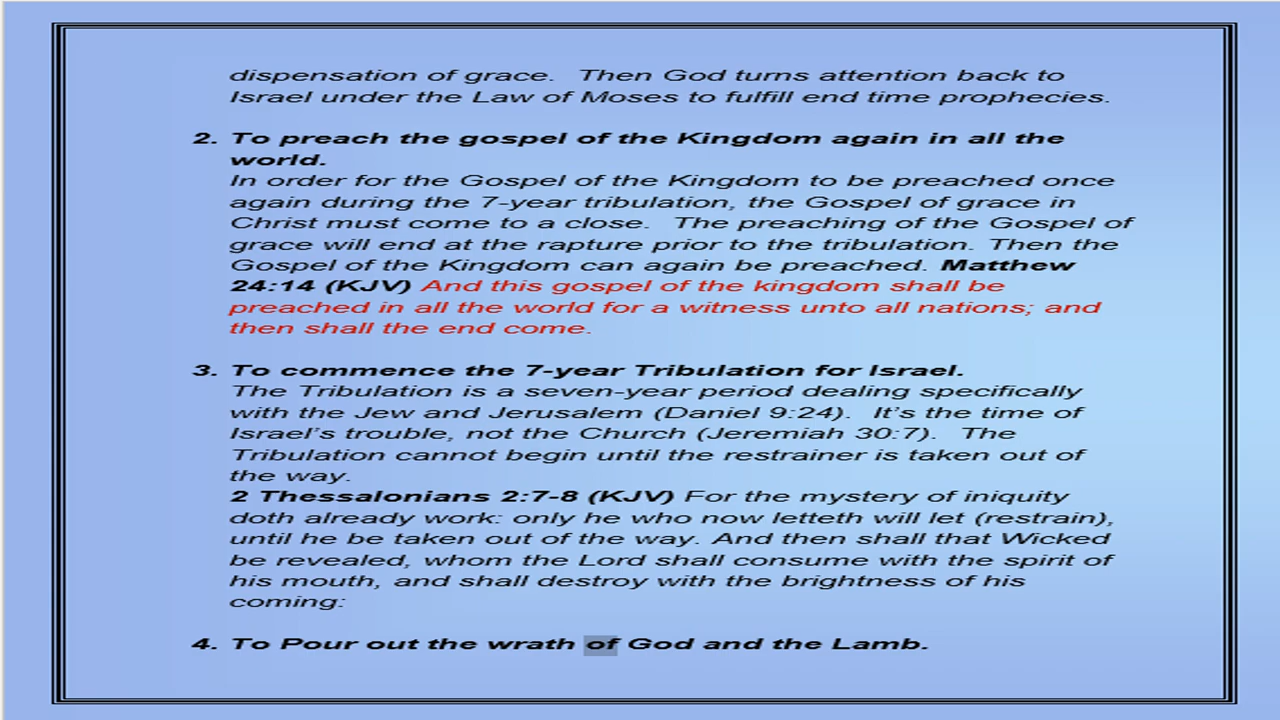 dispensation of grace. Then God turns attention back to
Israel under the Law of Moses to fulfill end time prophecies.
2. To preach the gospel of the Kingdom again in all the
world.
In order for the Gospel of the Kingdom to be preached once
again during the 7-year tribulation, the Gospel of grace in
Christ must come to a close. The preaching of the Gospel of
grace will end at the rapture prior to the tribulation. Then the
Gospel of the Kingdom can again be preached. Matthew
24:14 (KJV) And this gospel of the kingdom shall be
preached in all the world for a witness unto all nations; and
then shall the end come.
3. To commence the 7-year Tribulation for Israel.
The Tribulation is a seven-year period dealing specifically
with the Jew and Jerusalem (Daniel 9:24). It's the time of
Israel's trouble, not the Church (Jeremiah 30:7). The
Tribulation cannot begin until the restrainer is taken out of
the way.
2 Thessalonians 2:7-8 (KJV) For the mystery of iniquity
doth already work: only he who now letteth will let (restrain),
until he be taken out of the way. And then shall that Wicked
be revealed, whom the Lord shall consume with the spirit of
his mouth, and shall destroy with the brightness of his
coming:
4. To Pour out the wrath of God and the Lamb.